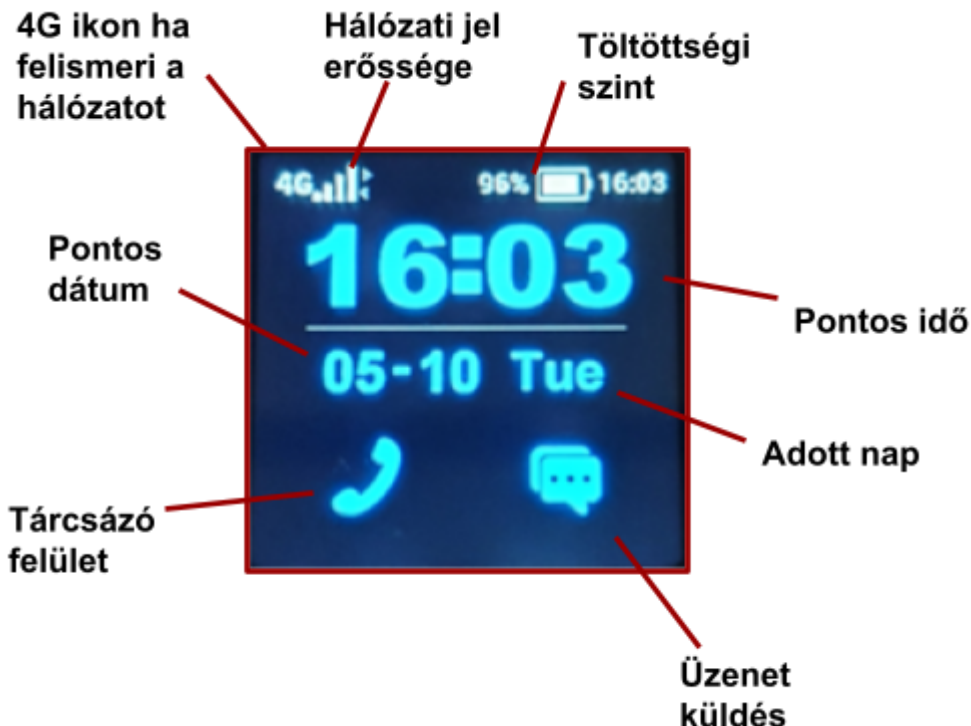 4G ikon ha
felismeri a
hálózatot
Hálózati jel
erőssége
Töltöttségi
szint
4G
96%
16:03
16:03
Pontos
dátum
Pontos idő
05-10 Tue
Adott nap
Tárcsázó
felület
Üzenet
küldés